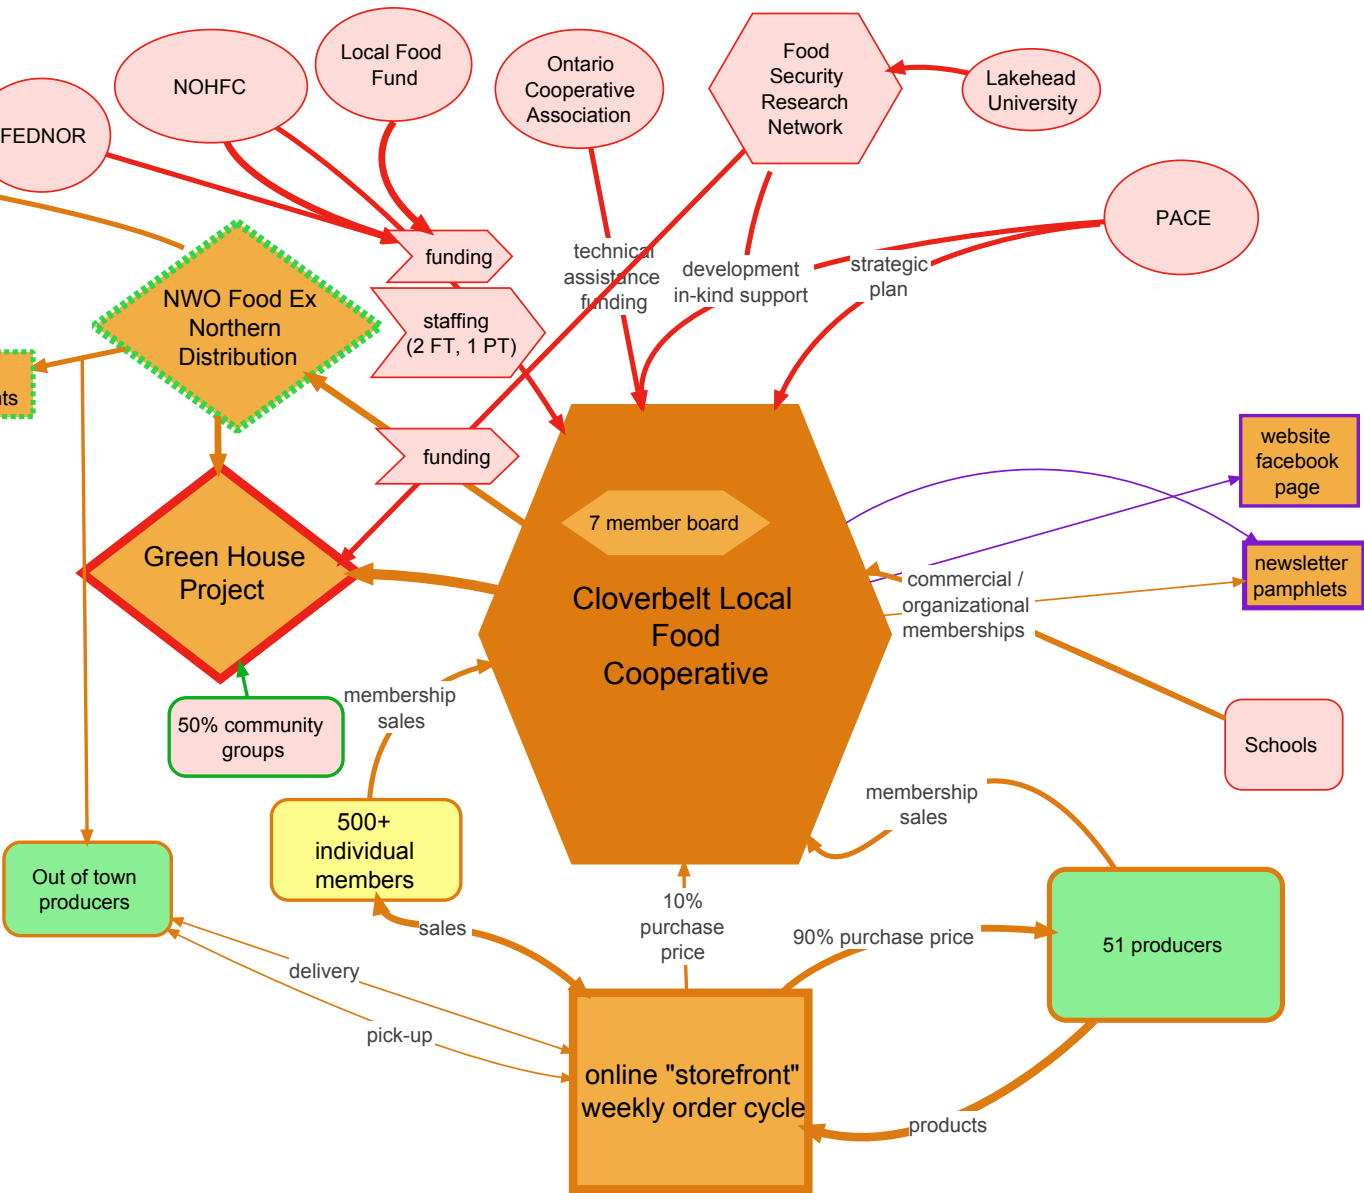 Local Food
Fund
NOHFC
FEDNOR
Ontario
Cooperative
Association
Food
Security
Research
Network
Lakehead
University
PACE
funding
technical
assistance
funding
development
in-kind support
strategic
plan
NWO Food Ex
Northern
Distribution
staffing
(2 FT, 1 PT)
nts
funding
website
facebook
page
7 member board
newsletter
pamphlets
Green House
Project
Cloverbelt Local
Food
Cooperative
commercial /
organizational
memberships
membership
sales
50% community
groups
Schools
500+
individual
members
membership
sales
Out of town
producers
10%
purchase
price
sales
90% purchase price
51 producers
delivery
pick-up
online "storefront"
weekly order cycle
products